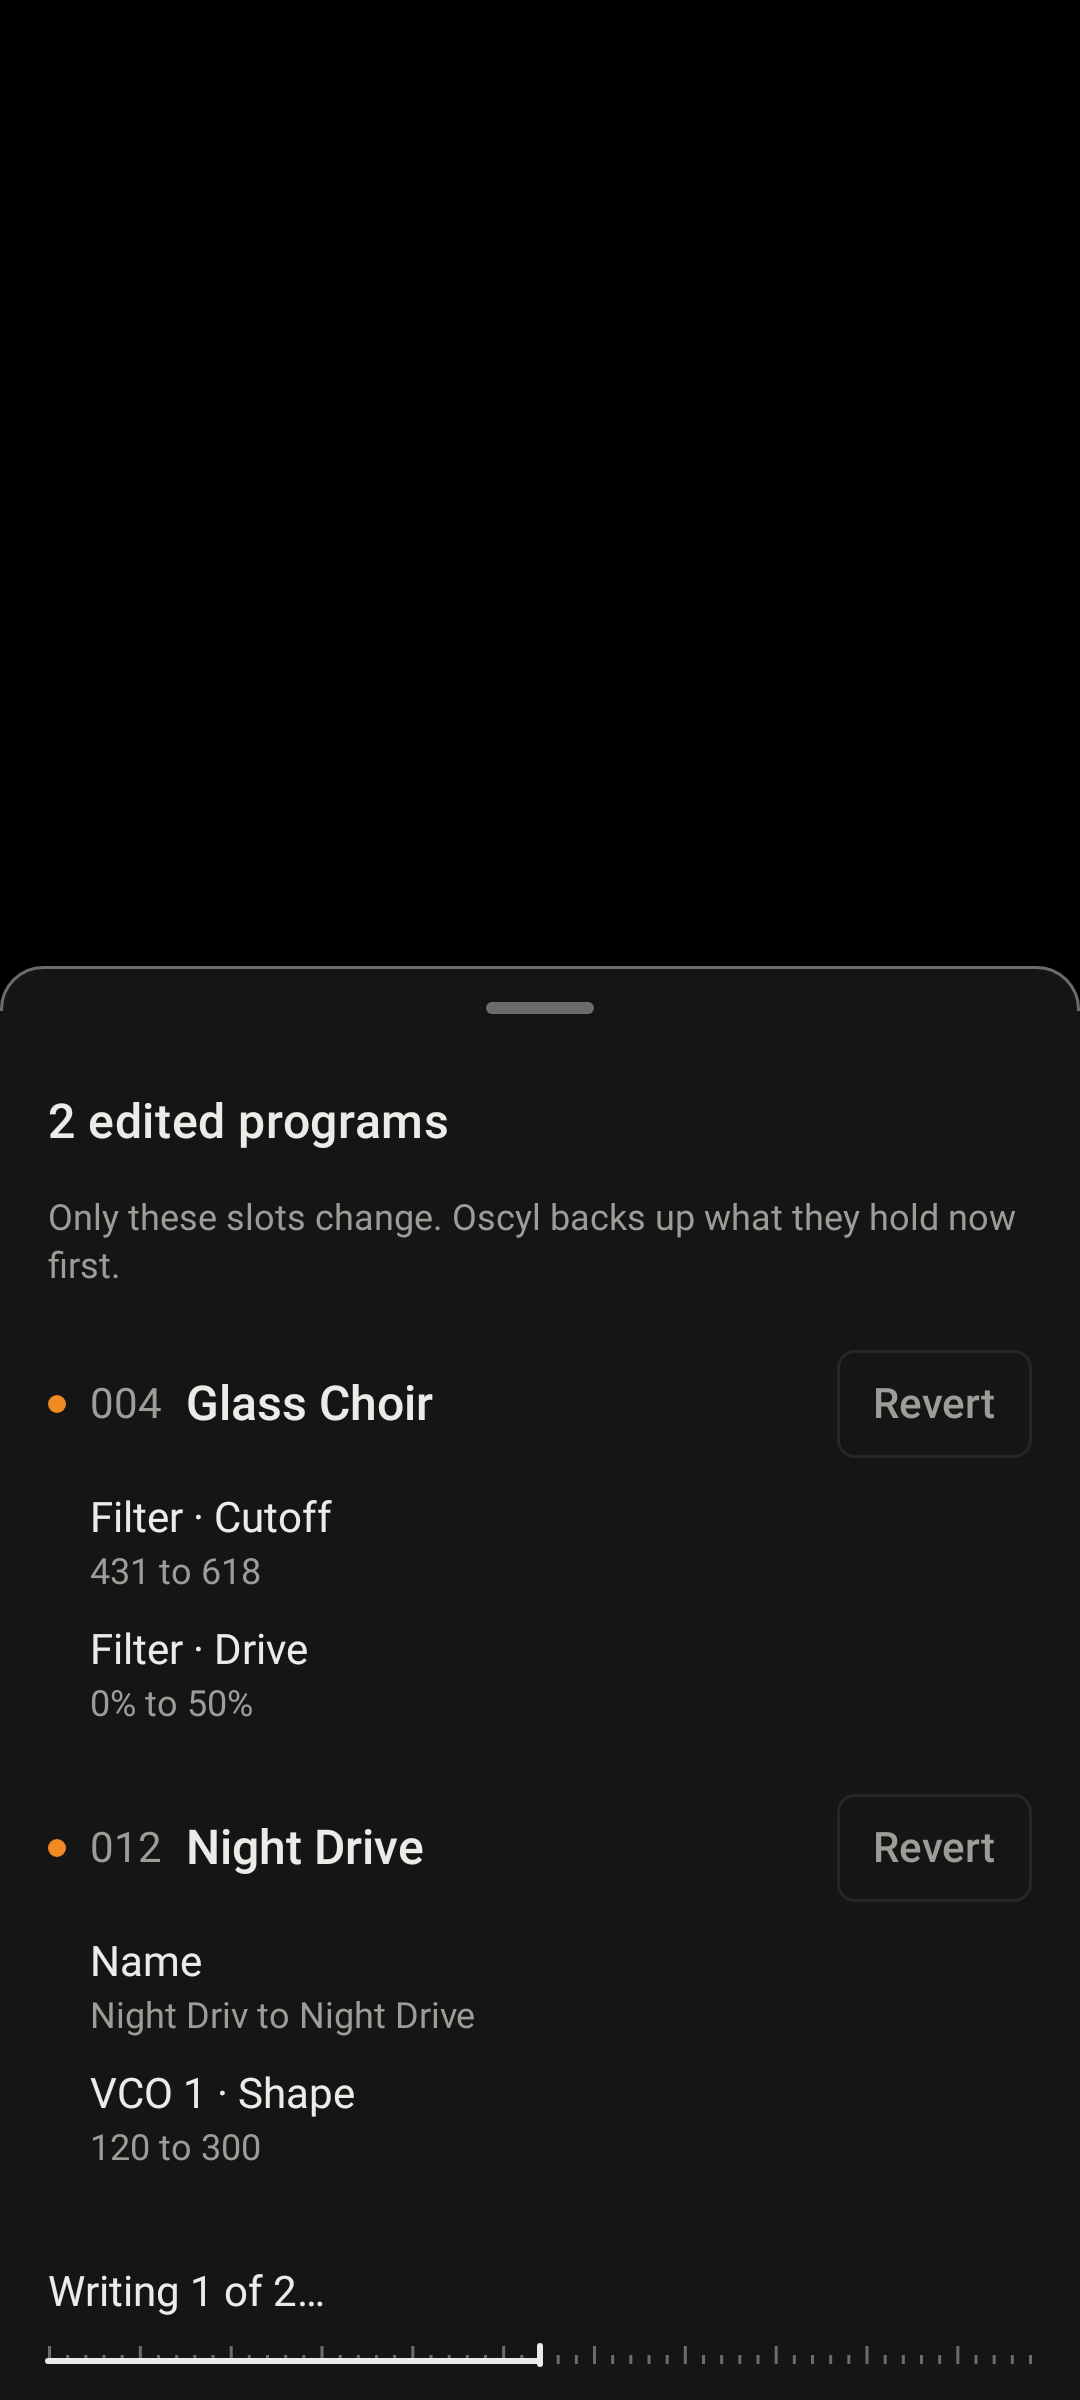 2 edited programs
Only these slots change. Oscyl backs up what they hold now
first.
004 Glass Choir Revert
Filter · Cutoff
431 to 618
Filter · Drive
0% to 50%
012 Night Drive Revert
Name
Night Driv to Night Drive
VCO 1 · Shape
120 to 300
Writing 1 of 2…